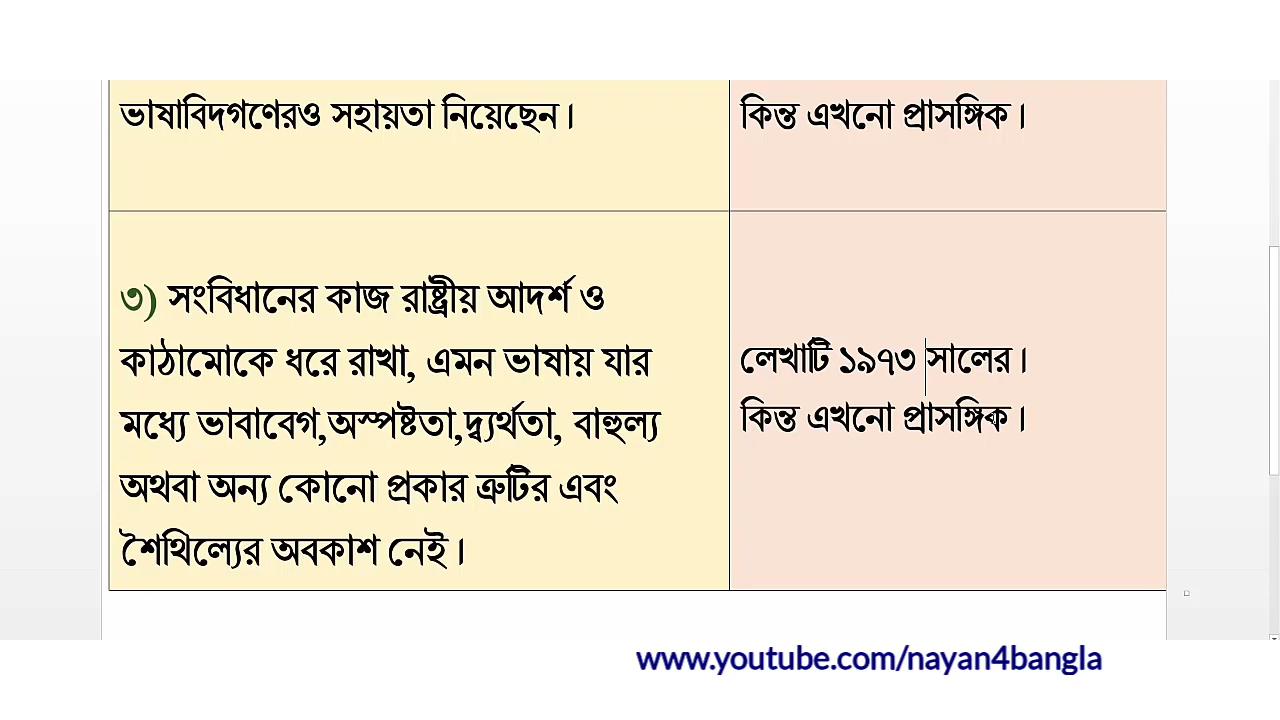 ভাষাবিদগণেরও সহায়তা নিয়েছেন।
কিন্ত এখনো প্রাসঙ্গিক।
৩) সংবিধানের কাজ রাষ্ট্রীয় আদর্শ ও
কাঠামোকে ধরে রাখা, এমন ভাষায় যার
মধ্যে ভাবাবেগ,অস্পষ্টতা,দ্ব্যর্থতা, বাহুল্য
অথবা অন্য কোনো প্রকার ত্রুটির এবং
শৈথিল্যের অবকাশ নেই।
লেখাটি ১৯৭৩ সালের।
কিন্ত এখনো প্রাসঙ্গিক।
www.youtube.com/nayan4bangla